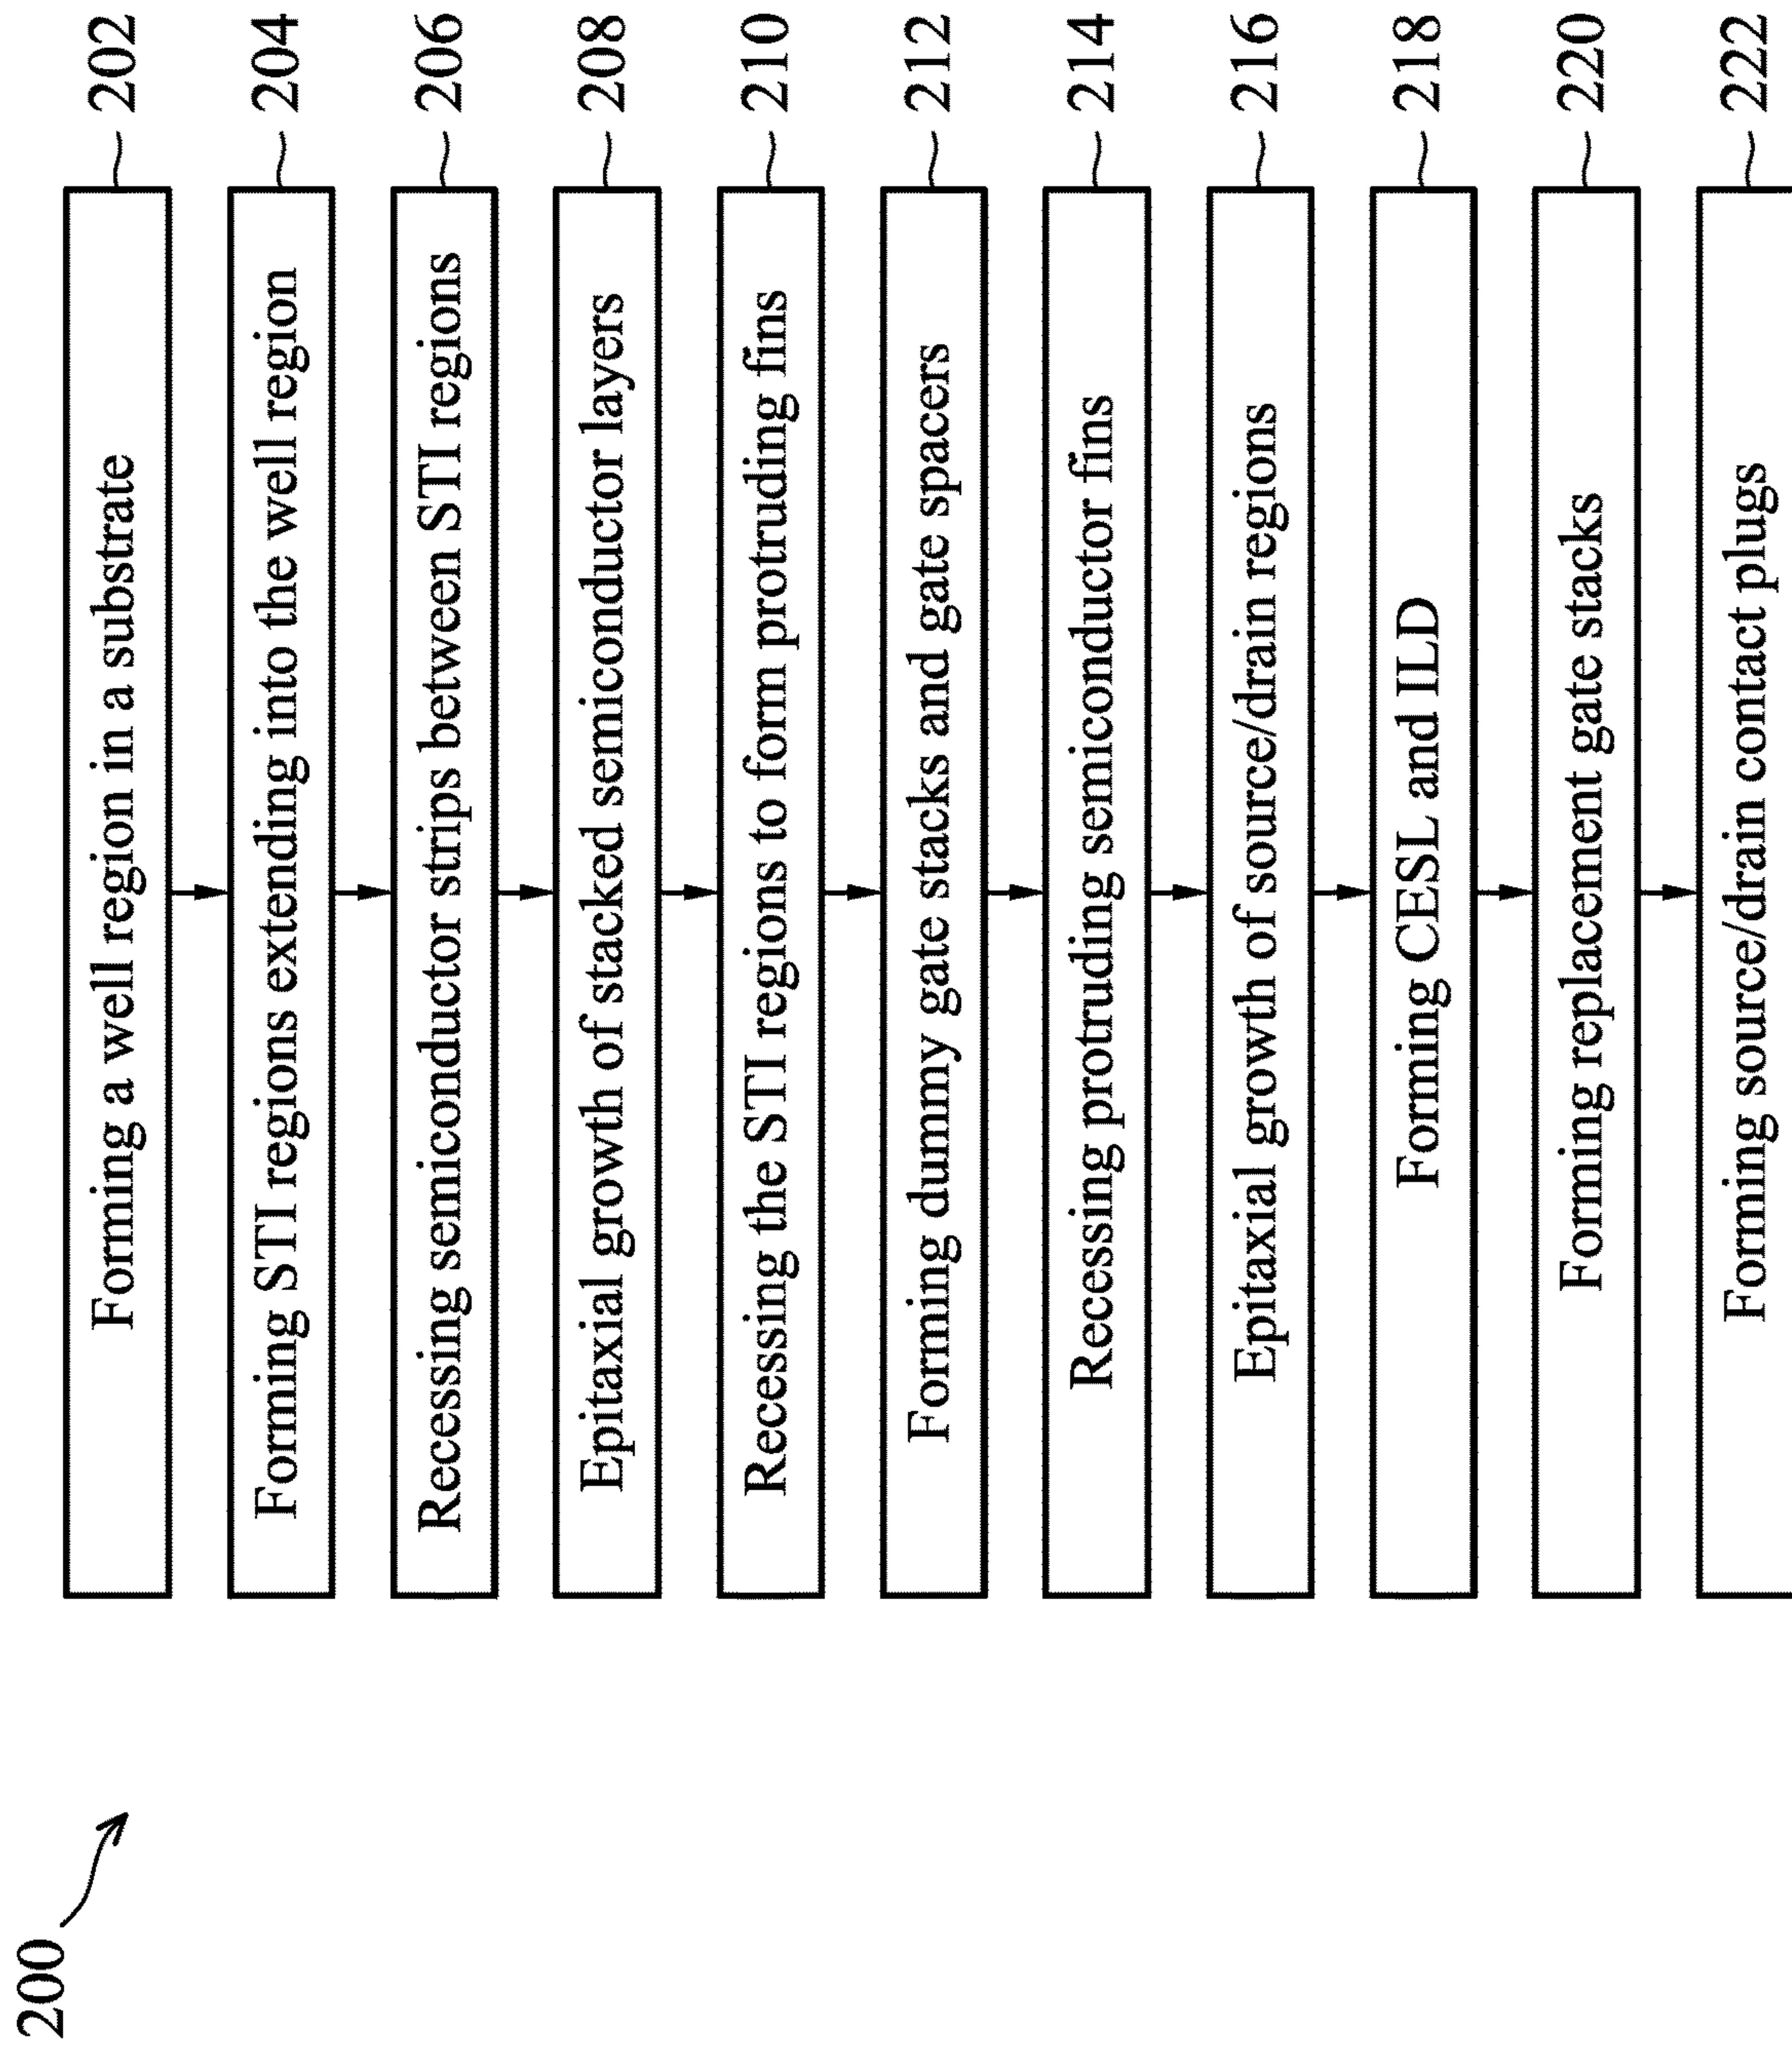 200
Forming a well region in a substrate 202
Forming STI regions extending into the well region 204
Recessing semiconductor strips between STI regions 206
Epitaxial growth of stacked semiconductor layers 208
Recessing the STI regions to form protruding fins 210
Forming dummy gate stacks and gate spacers 212
Recessing protruding semiconductor fins 214
Epitaxial growth of source/drain regions 216
Forming CESL and ILD 218
Forming replacement gate stacks 220
Forming source/drain contact plugs 222